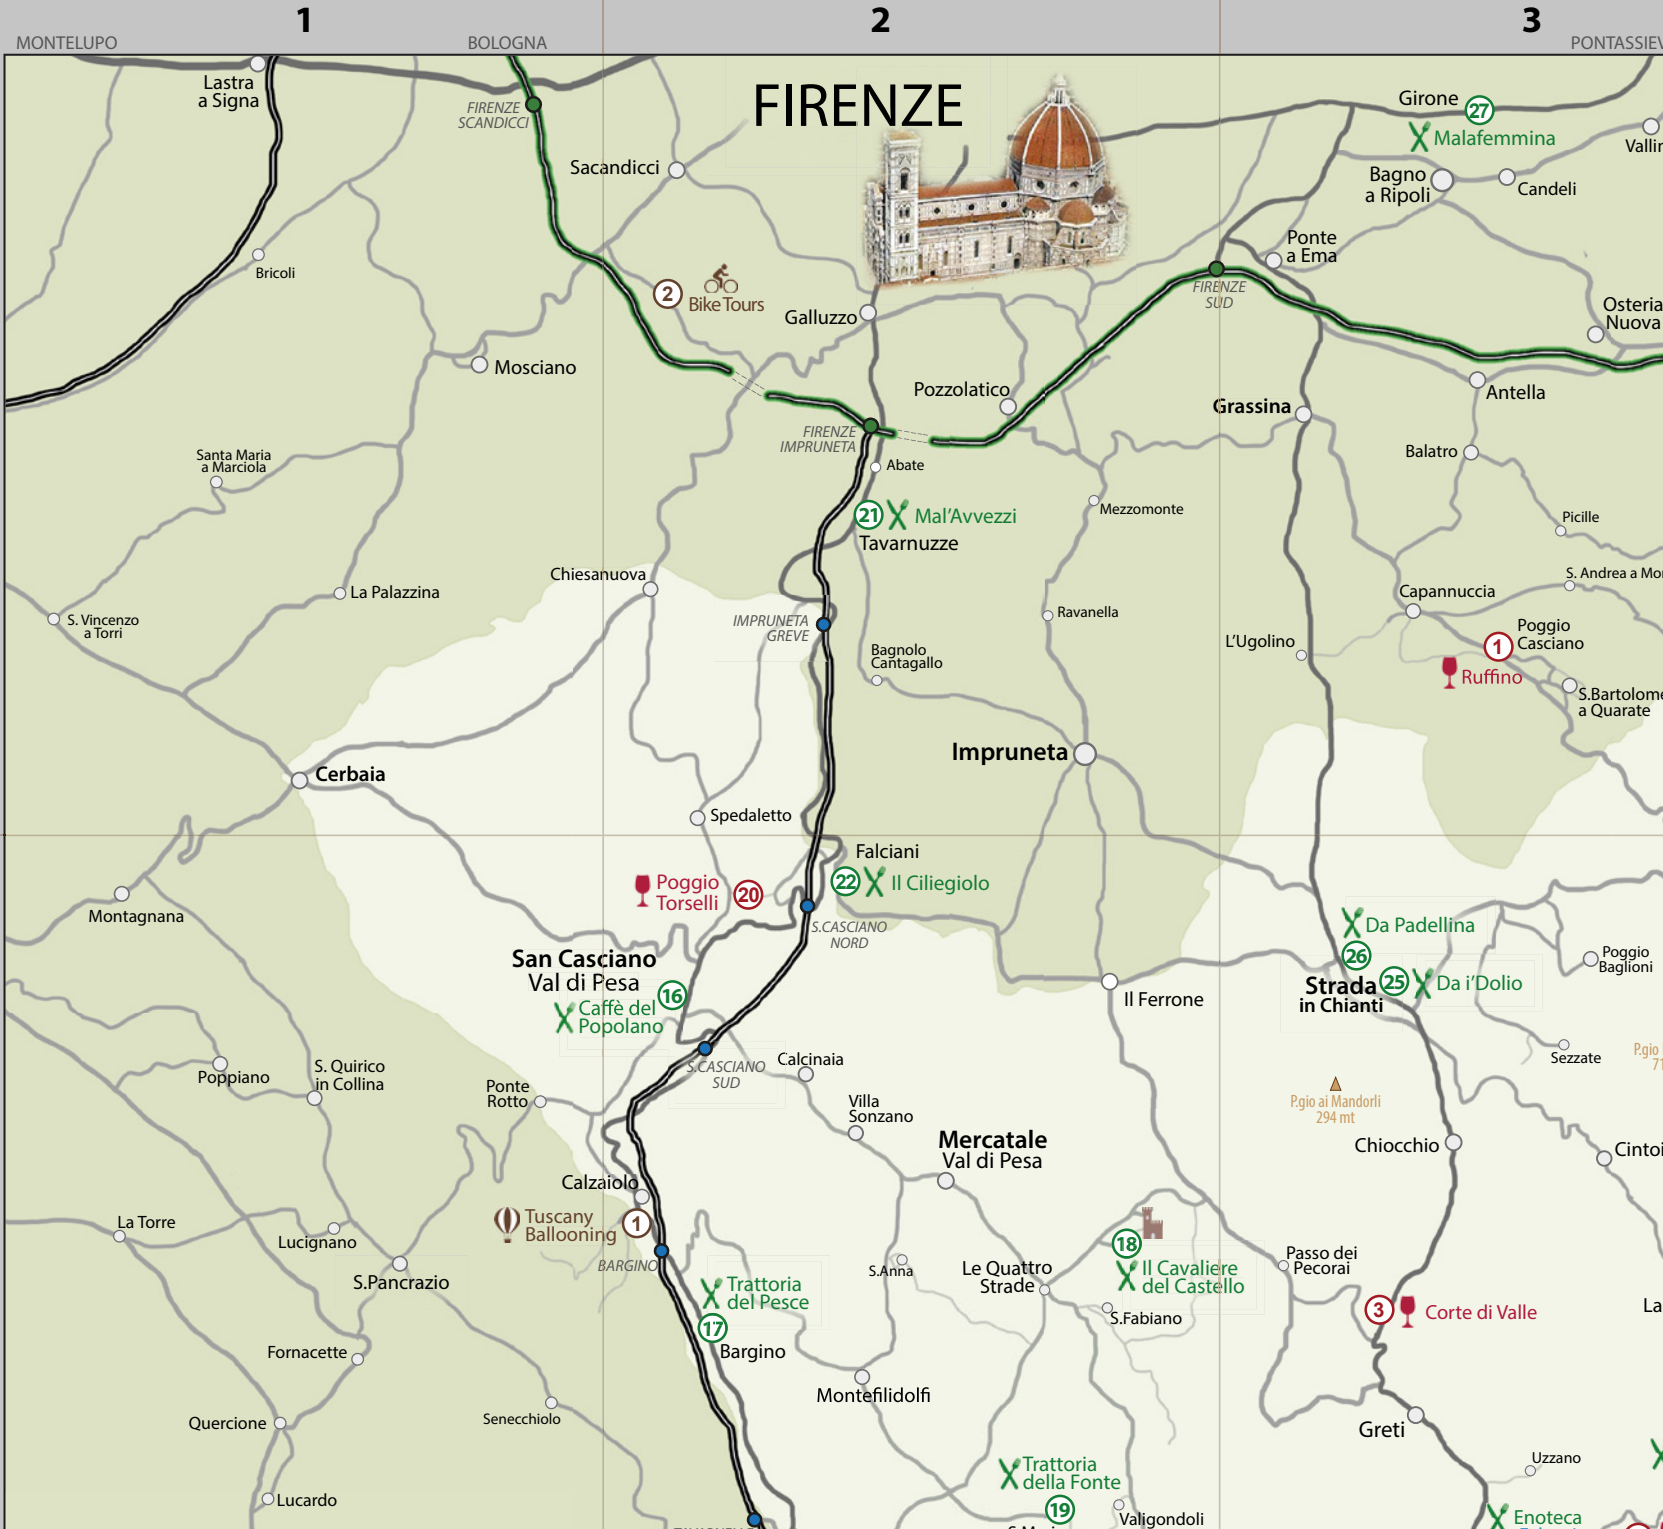 1
2
3
MONTELUPO
BOLOGNA
Lastra
a Signa
FIRENZE
SCANDICCI
FIRENZE
Sacandicci
Girone
27
Malafemmina
Bagno
a Ripoli
Candeli
Ponte
a Ema
Bricoli
2
Bike Tours
Galluzzo
FIRENZE
SUD
Osteria
Nuova
Mosciano
Pozzolatico
Grassina
Antella
FIRENZE
IMPRUNETA
Abate
Balatro
Santa Maria
a Marciola
21
Mal'Avvezzi
Tavarnuzze
Mezzomonte
Picille
Chiesanuova
La Palazzina
S. Andrea a Mo
Capannuccia
S. Vincenzo
a Torri
IMPRUNETA
GREVE
Ravanella
Poggio
Casciano
1
Ruffino
L'Ugolino
Bagnolo
Cantagallo
S.Bartolome
a Quarate
Impruneta
Cerbaia
Spedaletto
Falciani
22
Il Ciliegiolo
Poggio
Torselli
20
Montagnana
S.CASCIANO
NORD
Da Padellina
26
San Casciano
Val di Pesa
16
Caffè del
Popolano
Poggio
Baglioni
Strada
in Chianti
25
Da i'Dolio
Il Ferrone
Poppiano
S. Quirico
in Collina
S.CASCIANO
SUD
Calcinaia
Sezzate
P.gio
71
Ponte
Rotto
Villa
Sonzano
P.gio ai Mandorli
294 mt
Mercatale
Val di Pesa
Chiocchio
Cintoi
Calzaiolo
La Torre
Lucignano
Tuscany
Ballooning
1
BARGINO
18
Il Cavaliere
del Castello
S.Pancrazio
S.Anna
Le Quattro
Strade
Passo dei
Pecorai
Trattoria
del Pesce
17
S.Fabiano
3
Corte di Valle
La
Bargino
Fornacette
Montefilidolfi
Quercione
Senecchiolo
Greti
Trattoria
della Fonte
19
Uzzano
Lucardo
Valigondoli
Enoteca